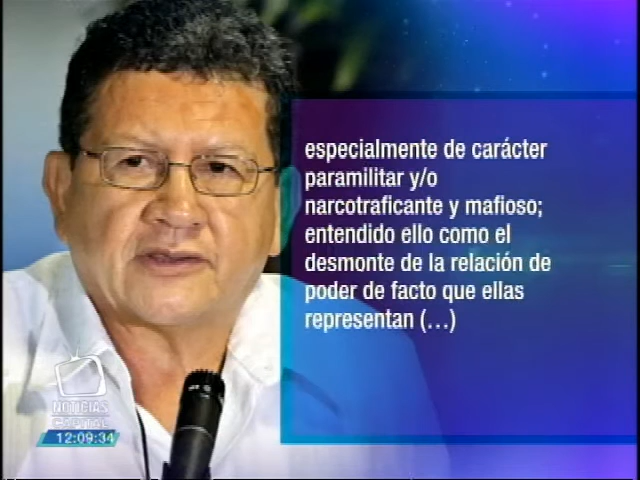 especialmente de carácter
paramilitar y/o
narcotraficante y mafioso;
entendido ello como el
desmonte de la relación de
poder de facto que ellas
representan (...)
NOTICIAS
CAPITAL
12:09:34